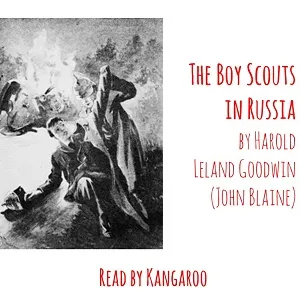 The Boy Scouts
in Russia
by Harold
Leland Goodwin
(John Blaine)
Read by Kangaroo